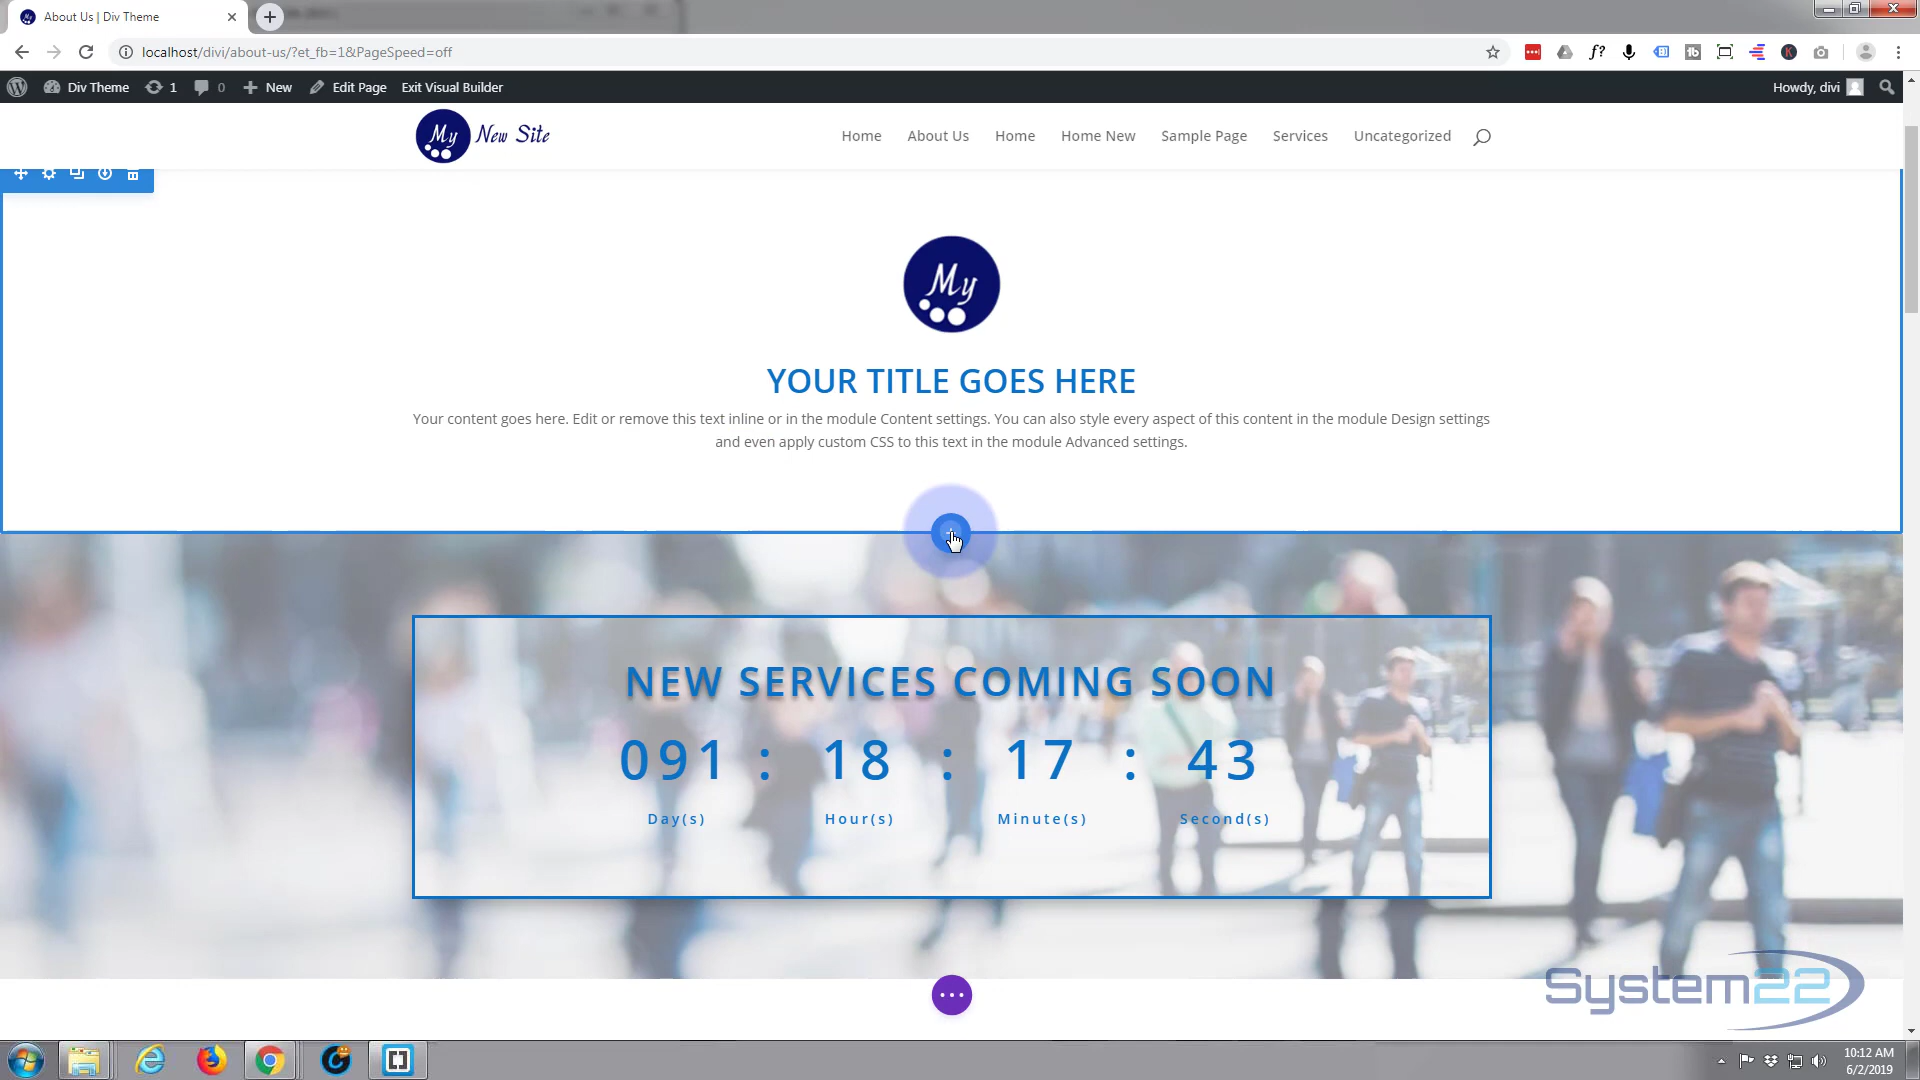 About Us | Div Theme
localhost/divi/about-us/?et_fb=1&PageSpeed=off
Div Theme 1 0 New Edit Page Exit Visual Builder Howdy, divi
My New Site
Home About Us Home Home New Sample Page Services Uncategorized
My
YOUR TITLE GOES HERE
Your content goes here. Edit or remove this text inline or in the module Content settings. You can also style every aspect of this content in the module Design settings
and even apply custom CSS to this text in the module Advanced settings.
NEW SERVICES COMING SOON
091 : 18 : 17 : 43
Day(s) Hour(s) Minute(s) Second(s)
System22
10:12 AM
6/2/2019